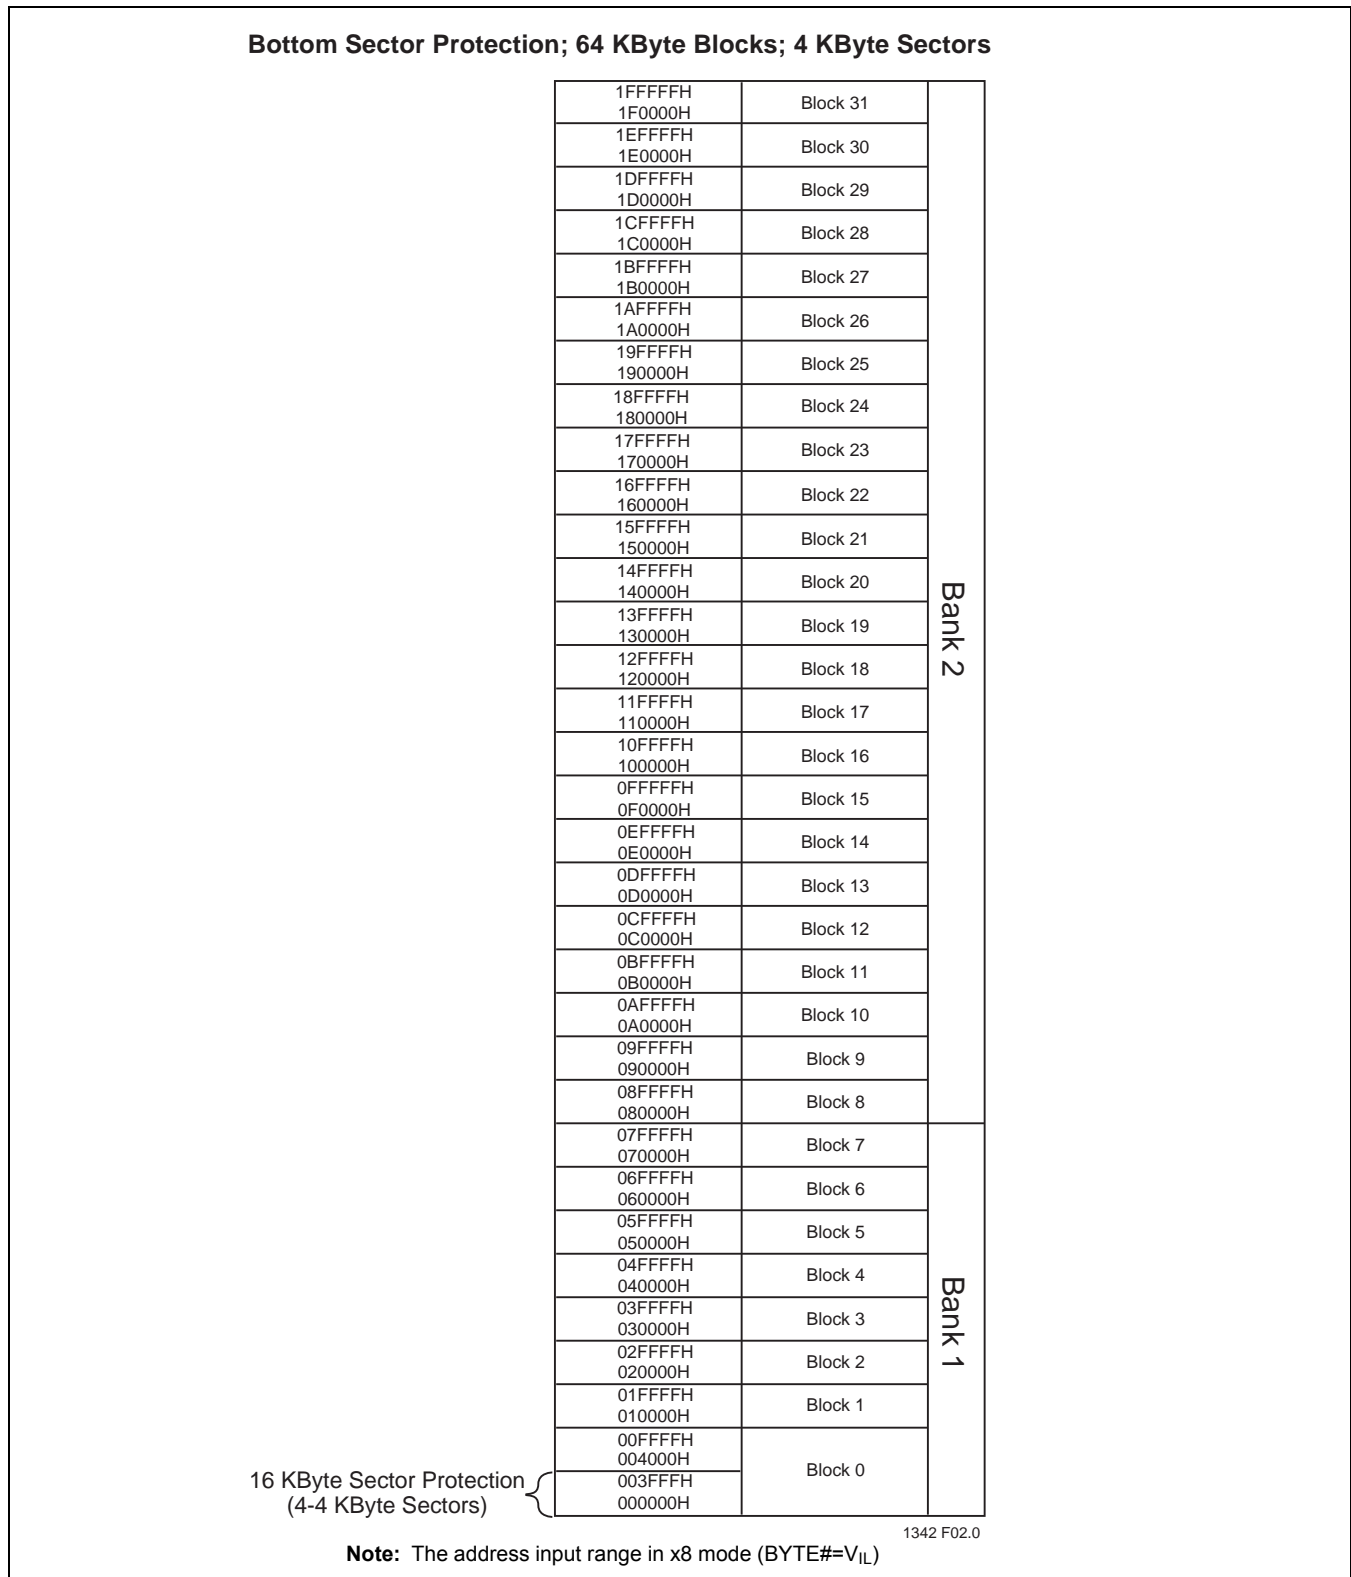 Bottom Sector Protection; 64 KByte Blocks; 4 KByte Sectors
1FFFFFH
1F0000H
Block 31
1EFFFFH
1E0000H
Block 30
1DFFFFH
1D0000H
Block 29
1CFFFFH
1C0000H
Block 28
1BFFFFH
1B0000H
Block 27
1AFFFFH
1A0000H
Block 26
19FFFFH
190000H
Block 25
18FFFFH
180000H
Block 24
17FFFFH
170000H
Block 23
16FFFFH
160000H
Block 22
15FFFFH
150000H
Block 21
14FFFFH
140000H
Block 20
13FFFFH
130000H
Block 19
12FFFFH
120000H
Block 18
11FFFFH
110000H
Block 17
10FFFFH
100000H
Block 16
0FFFFFH
0F0000H
Block 15
0EFFFFH
0E0000H
Block 14
0DFFFFH
0D0000H
Block 13
0CFFFFH
0C0000H
Block 12
0BFFFFH
0B0000H
Block 11
0AFFFFH
0A0000H
Block 10
09FFFFH
090000H
Block 9
08FFFFH
080000H
Block 8
Bank 2
07FFFFH
070000H
Block 7
06FFFFH
060000H
Block 6
05FFFFH
050000H
Block 5
04FFFFH
040000H
Block 4
03FFFFH
030000H
Block 3
02FFFFH
020000H
Block 2
01FFFFH
010000H
Block 1
00FFFFH
004000H
003FFFH
000000H
Block 0
Bank 1
16 KByte Sector Protection
(4-4 KByte Sectors)
1342 F02.0
Note: The address input range in x8 mode (BYTE#=VIL)